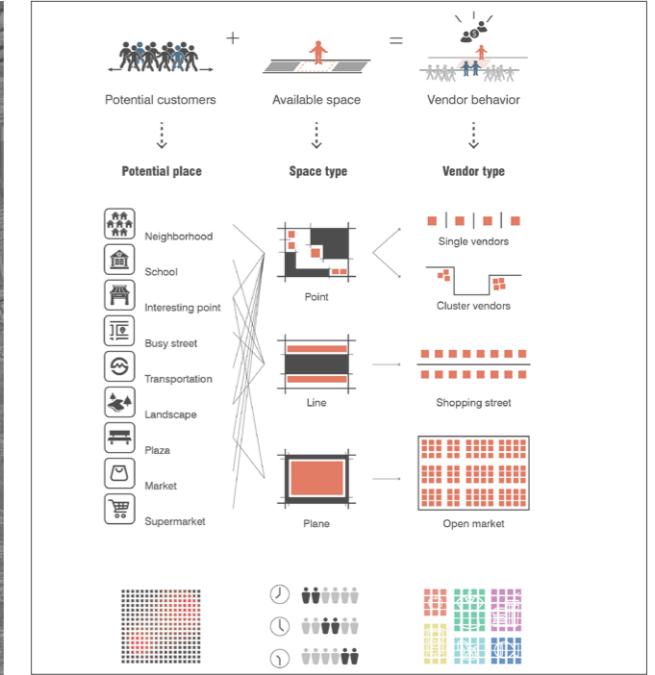 Potential customers
Available space
Vendor behavior
Potential place
Space type
Vendor type
Neighborhood
School
Interesting point
Busy street
Transportation
Landscape
Plaza
Market
Supermarket
Point
Line
Plane
Single vendors
Cluster vendors
Shopping street
Open market